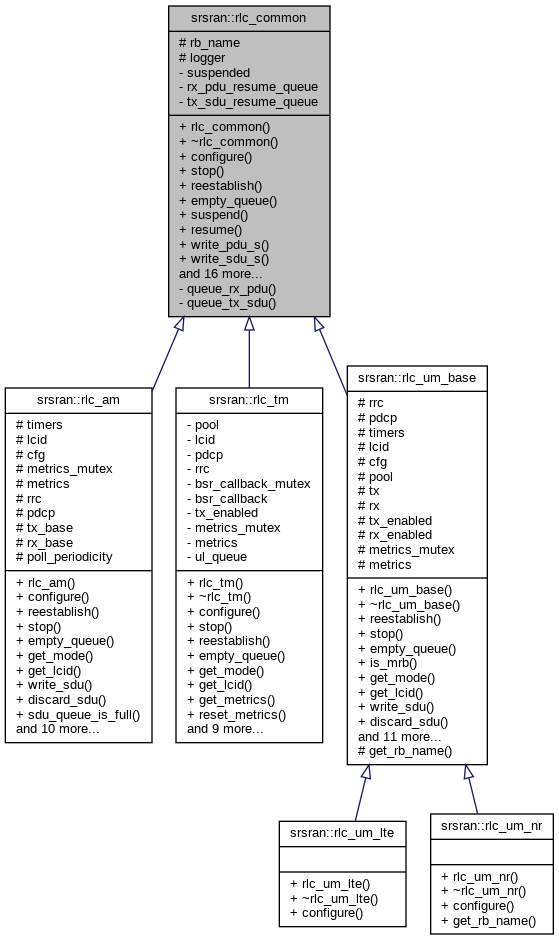 srsran::rlc_common
# rb_name
# logger
- suspended
- rx_pdu_resume_queue
- tx_sdu_resume_queue
+ rlc_common()
+ ~rlc_common()
+ configure()
+ stop()
+ reestablish()
+ empty_queue()
+ suspend()
+ resume()
+ write_pdu_s()
+ write_sdu_s()
and 16 more...
- queue_rx_pdu()
- queue_tx_sdu()
srsran::rlc_am
# timers
# lcid
# cfg
# metrics_mutex
# metrics
# rrc
# pdcp
# tx_base
# rx_base
# poll_periodicity
+ rlc_am()
+ configure()
+ reestablish()
+ stop()
+ empty_queue()
+ get_mode()
+ get_lcid()
+ write_sdu()
+ discard_sdu()
+ sdu_queue_is_full()
and 10 more...
srsran::rlc_tm
- pool
- lcid
- pdcp
- rrc
- bsr_callback_mutex
- bsr_callback
- tx_enabled
- metrics_mutex
- metrics
- ul_queue
+ rlc_tm()
+ ~rlc_tm()
+ configure()
+ stop()
+ reestablish()
+ empty_queue()
+ get_mode()
+ get_lcid()
+ get_metrics()
+ reset_metrics()
and 9 more...
srsran::rlc_um_base
# rrc
# pdcp
# timers
# lcid
# cfg
# pool
# tx
# rx
# tx_enabled
# rx_enabled
# metrics_mutex
# metrics
+ rlc_um_base()
+ ~rlc_um_base()
+ reestablish()
+ stop()
+ empty_queue()
+ is_mrb()
+ get_mode()
+ get_lcid()
+ write_sdu()
+ discard_sdu()
and 11 more...
# get_rb_name()
srsran::rlc_um_lte
+ rlc_um_lte()
+ ~rlc_um_lte()
+ configure()
srsran::rlc_um_nr
+ rlc_um_nr()
+ ~rlc_um_nr()
+ configure()
+ get_rb_name()